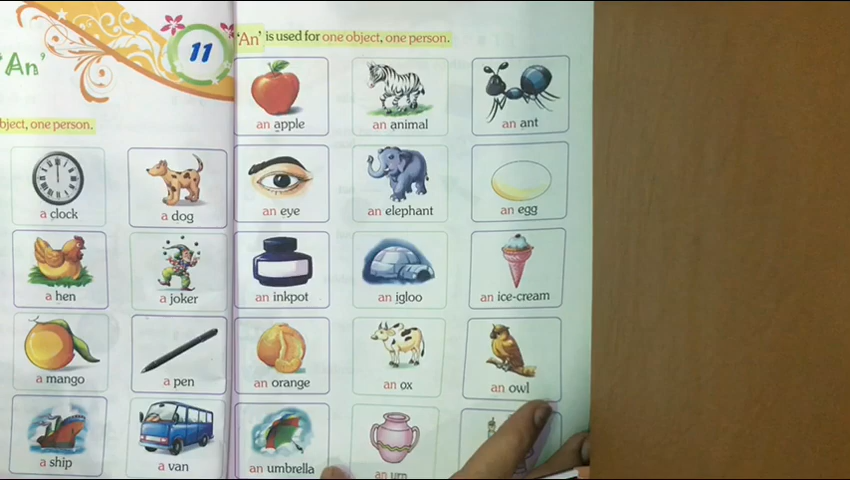 'An'
11
bject, one person.
a clock
a dog
a hen
a joker
a mango
a pen
a ship
a van
'An' is used for one object, one person.
an apple
an animal
an ant
an eye
an elephant
an egg
an inkpot
an igloo
an ice-cream
an orange
an ox
an owl
an umbrella
an urn